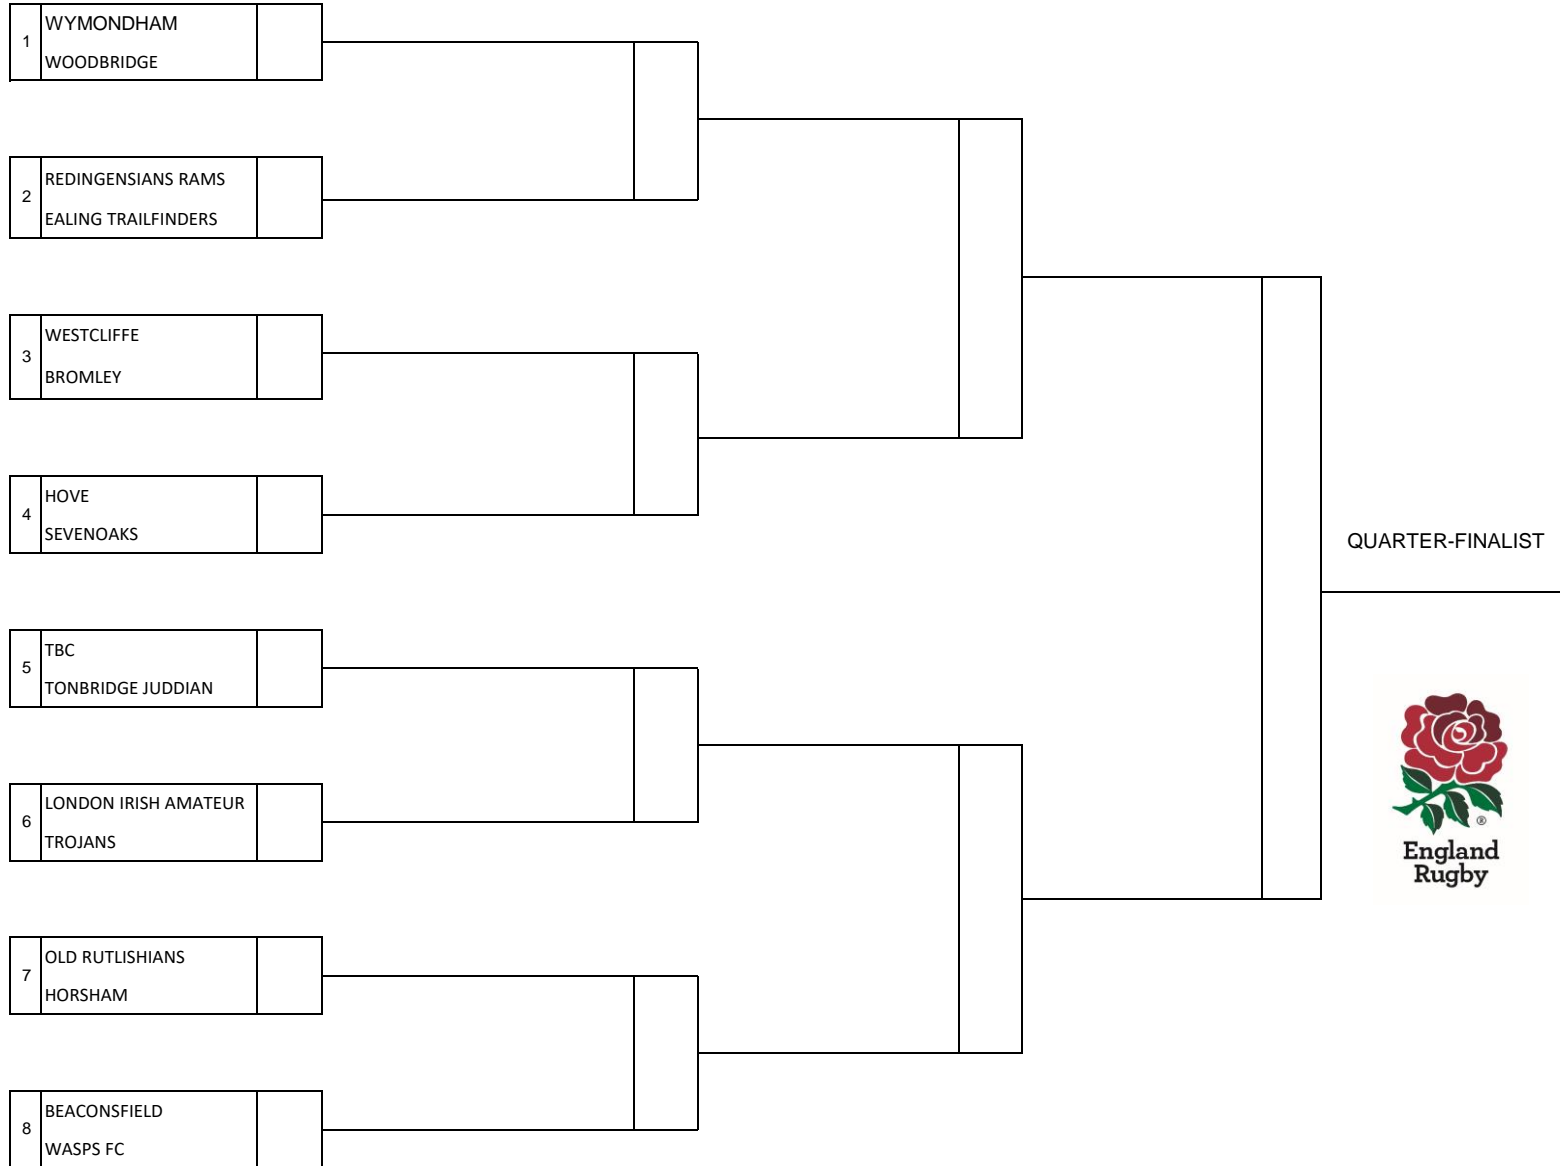 1
WYMONDHAM
WOODBRIDGE
2
REDINGENSIANS RAMS
EALING TRAILFINDERS
3
WESTCLIFFE
BROMLEY
4
HOVE
SEVENOAKS
QUARTER-FINALIST
5
TBC
TONBRIDGE JUDDIAN
6
LONDON IRISH AMATEUR
TROJANS
®
England
Rugby
7
OLD RUTLISHIANS
HORSHAM
8
BEACONSFIELD
WASPS FC